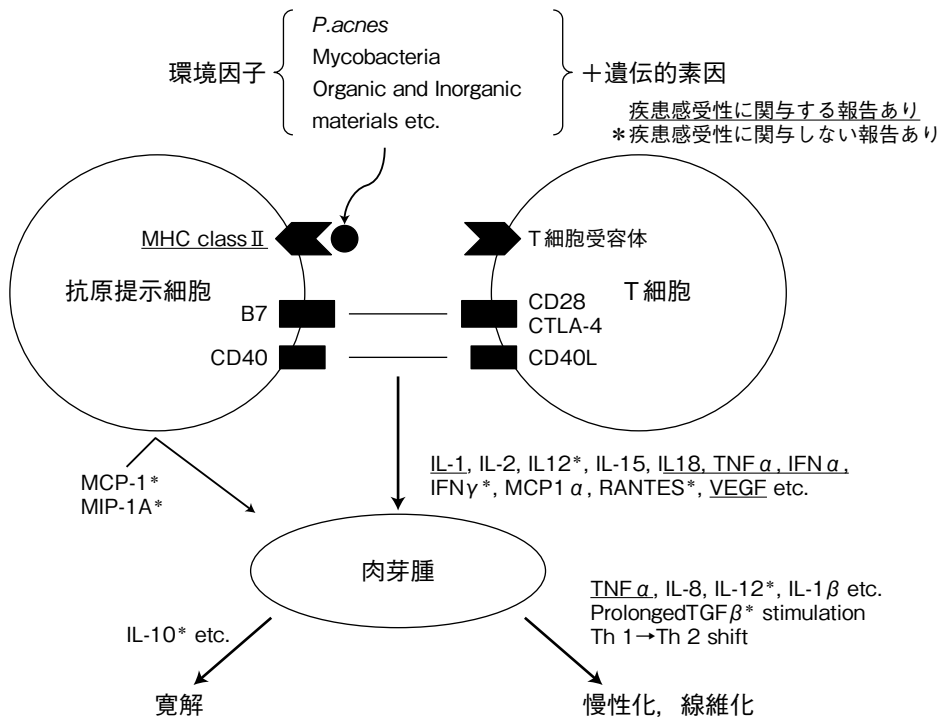 環境因子
P.acnes
Mycobacteria
Organic and Inorganic
materials etc.
＋遺伝的素因
疾患感受性に関与する報告あり
＊疾患感受性に関与しない報告あり
MHC classⅡ
T細胞受容体
抗原提示細胞
T細胞
B7
CD28
CTLA-4
CD40
CD40L
MCP-1*
MIP-1A*
IL-1, IL-2, IL12*, IL-15, IL18, TNFα, IFNα,
IFNγ*, MCP1α, RANTES*, VEGF etc.
肉芽腫
TNFα, IL-8, IL-12*, IL-1β etc.
ProlongedTGFβ* stimulation
Th 1→Th 2 shift
IL-10* etc.
寛解
慢性化，線維化